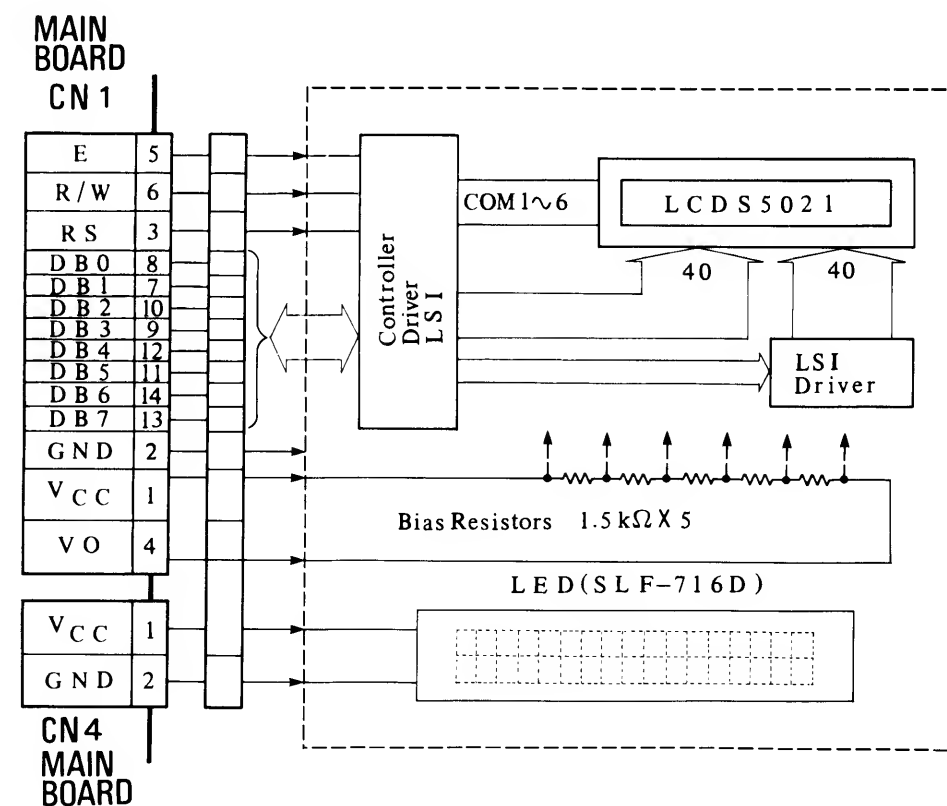 MAIN
BOARD
CN 1
E 5
R/W 6
RS 3
DB0 8
DB1 7
DB2 10
DB3 9
DB4 12
DB5 11
DB6 14
DB7 13
GND 2
VCC 1
VO 4
VCC 1
GND 2
CN4
MAIN
BOARD
Controller
Driver
LSI
COM1∿6
LCDS5021
40 40
LSI
Driver
Bias Resistors 1.5kΩX5
LED(SLF-716D)